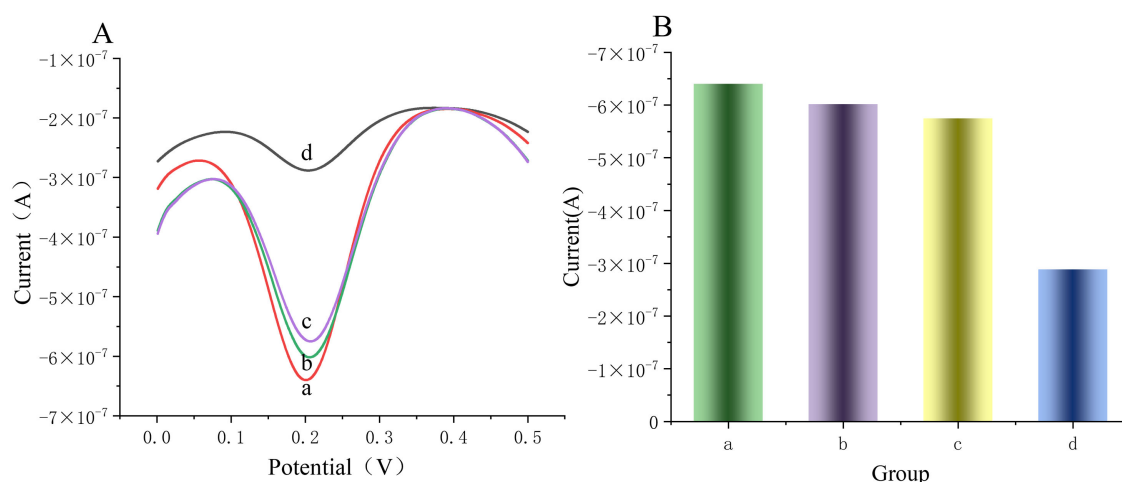 A
-1×10⁻⁷
-2×10⁻⁷
-3×10⁻⁷
-4×10⁻⁷
-5×10⁻⁷
-6×10⁻⁷
-7×10⁻⁷
Current（A）
d
c
b
a
0.0 0.1 0.2 0.3 0.4 0.5
Potential（V）
B
-7×10⁻⁷
-6×10⁻⁷
-5×10⁻⁷
-4×10⁻⁷
-3×10⁻⁷
-2×10⁻⁷
-1×10⁻⁷
0
Current(A)
a b c d
Group